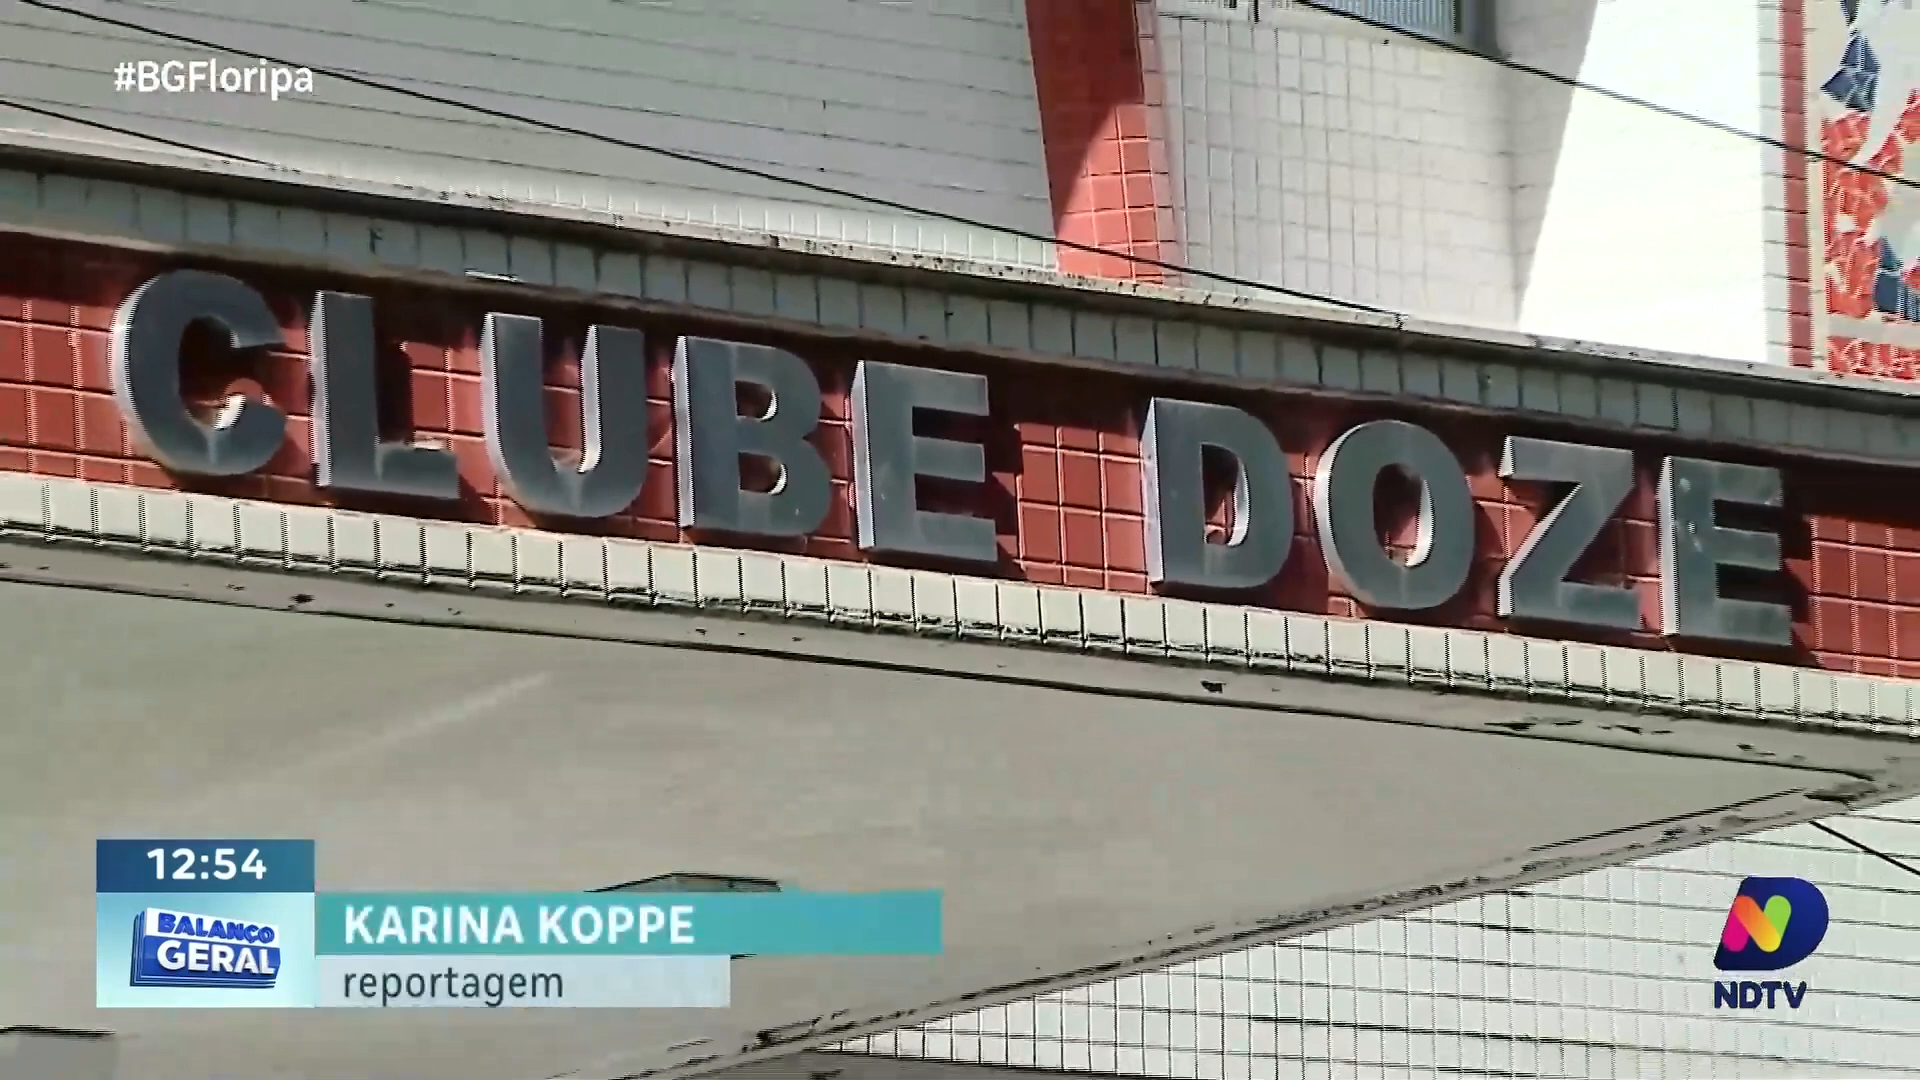 #BGFloripa
CLUBE DOZE
12:54
BALANÇO
GERAL
KARINA KOPPE
reportagem
NDTV